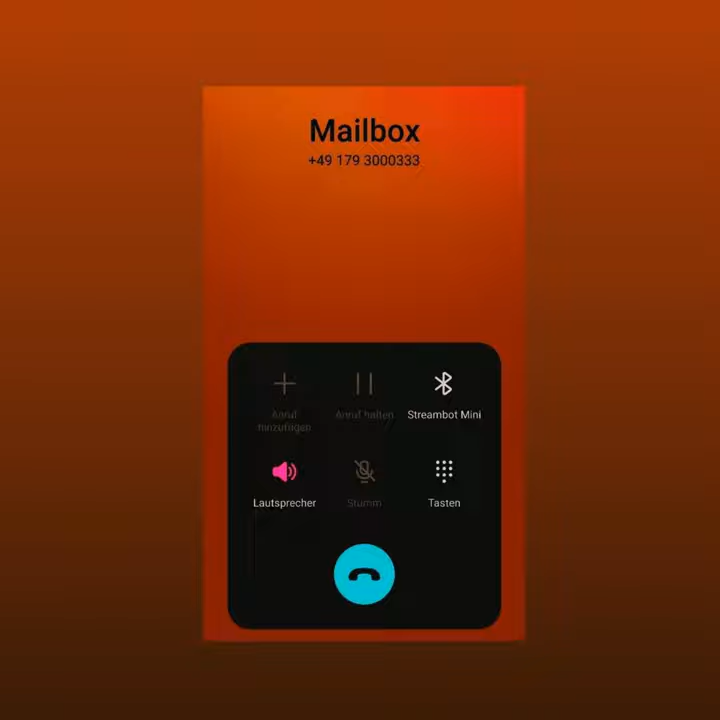 Mailbox
+49 179 3000333
Anruf
hinzufügen
Anruf halten
Streambot Mini
Lautsprecher
Stumm
Tasten